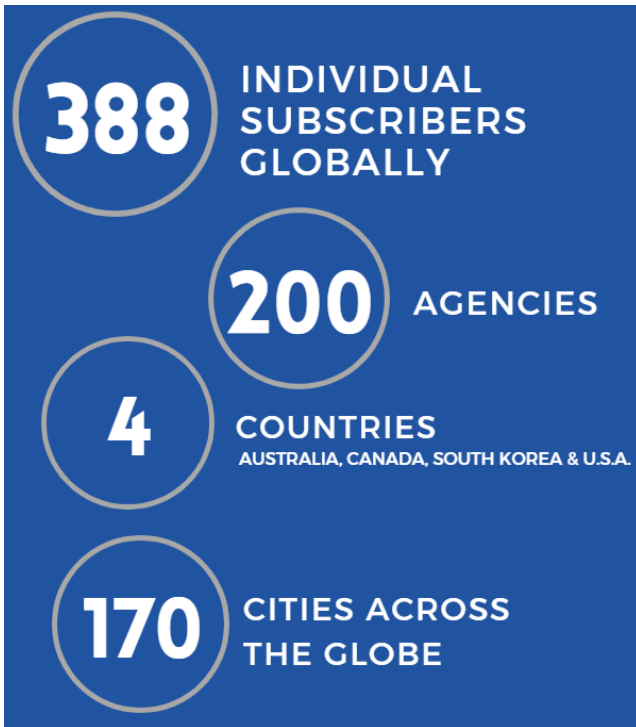 388
INDIVIDUAL
SUBSCRIBERS
GLOBALLY
200
AGENCIES
4
COUNTRIES
AUSTRALIA, CANADA, SOUTH KOREA & U.S.A.
170
CITIES ACROSS
THE GLOBE